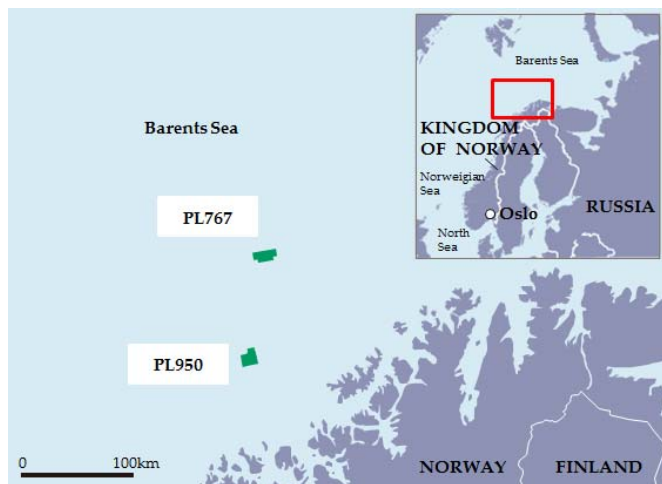 Barents Sea
PL767
PL950
0
100km
NORWAY
FINLAND
Barents Sea
KINGDOM
OF NORWAY
Norweigian
Sea
Oslo
North
Sea
RUSSIA